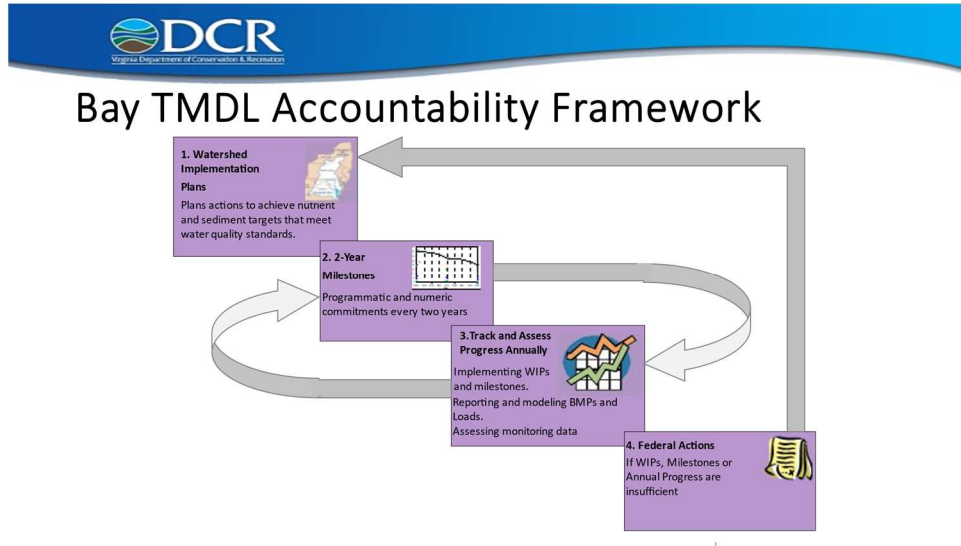 DCR
Virginia Department of Conservation & Recreation
Bay TMDL Accountability Framework
1. Watershed
Implementation
Plans
Plans actions to achieve nutrient
and sediment targets that meet
water quality standards.
2. 2-Year
Milestones
Programmatic and numeric
commitments every two years
3.Track and Assess
Progress Annually
Implementing WIPs
and milestones.
Reporting and modeling BMPs and
Loads.
Assessing monitoring data
4. Federal Actions
If WIPs, Milestones or
Annual Progress are
insufficient